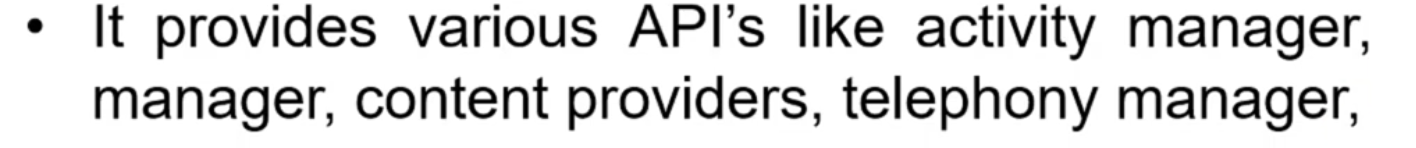 • It provides various API’s like activity manager,
manager, content providers, telephony manager,